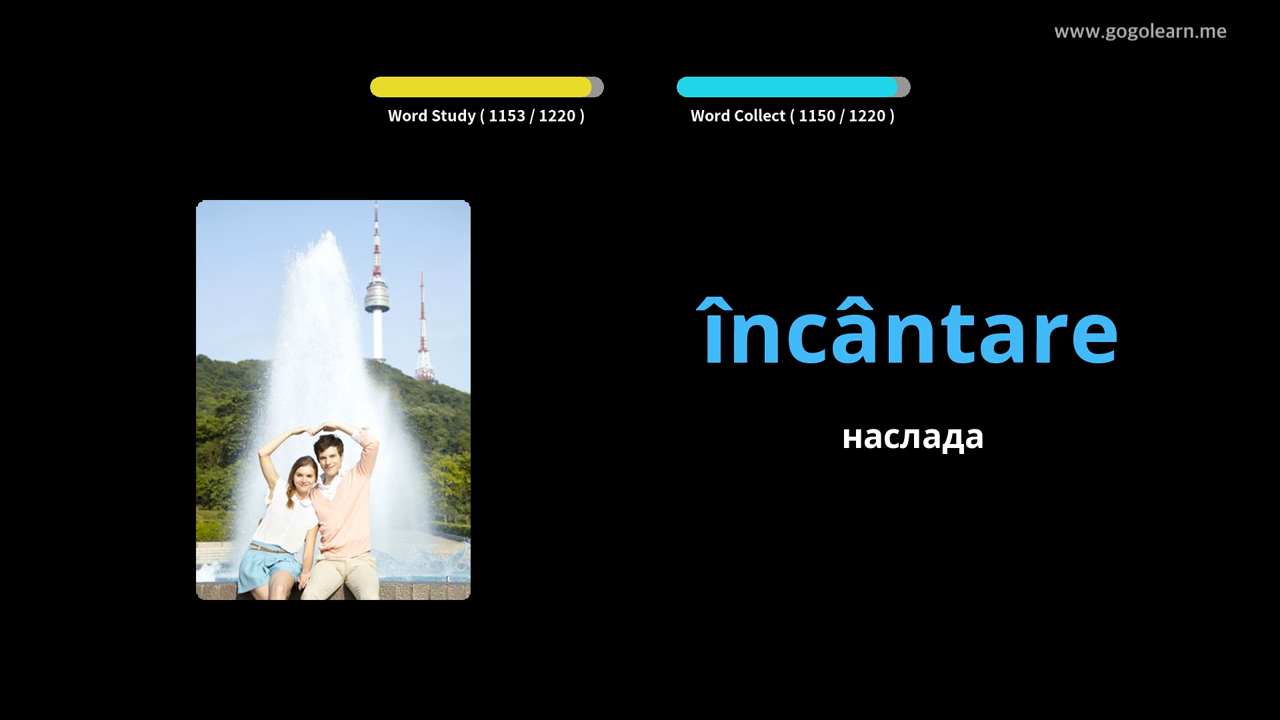 www.gogolearn.me
Word Study ( 1153 / 1220 )
Word Collect ( 1150 / 1220 )
încântare
наслада